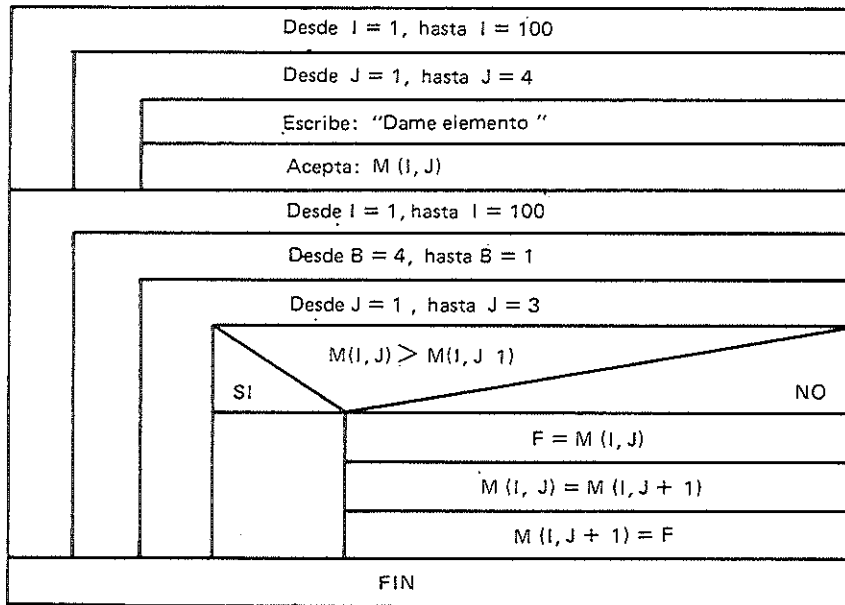 Desde I = 1, hasta I = 100
Desde J = 1, hasta J = 4
Escribe: "Dame elemento "
Acepta: M (I, J)
Desde I = 1, hasta I = 100
Desde B = 4, hasta B = 1
Desde J = 1 , hasta J = 3
M(I, J) > M(I, J 1)
SI
NO
F = M (I, J)
M (I, J) = M (I, J + 1)
M (I, J + 1) = F
FIN